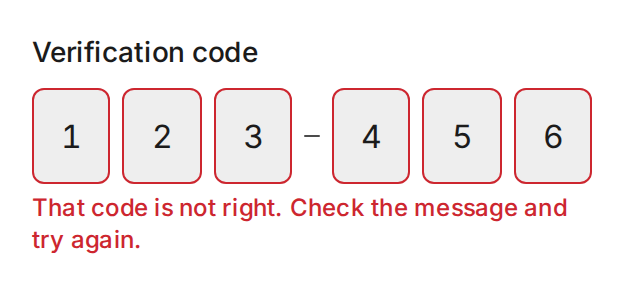 Verification code
1 2 3 – 4 5 6
That code is not right. Check the message and
try again.